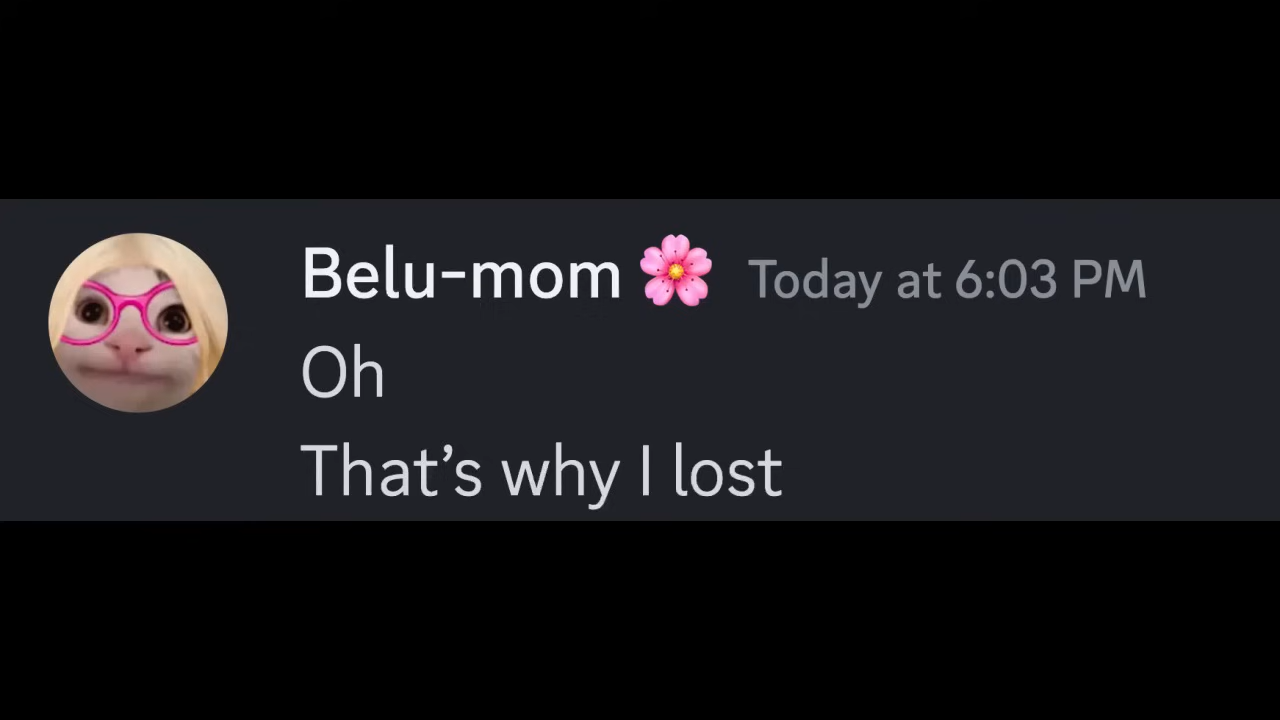 Belu-mom🌸 Today at 6:03 PM
Oh
That’s why I lost